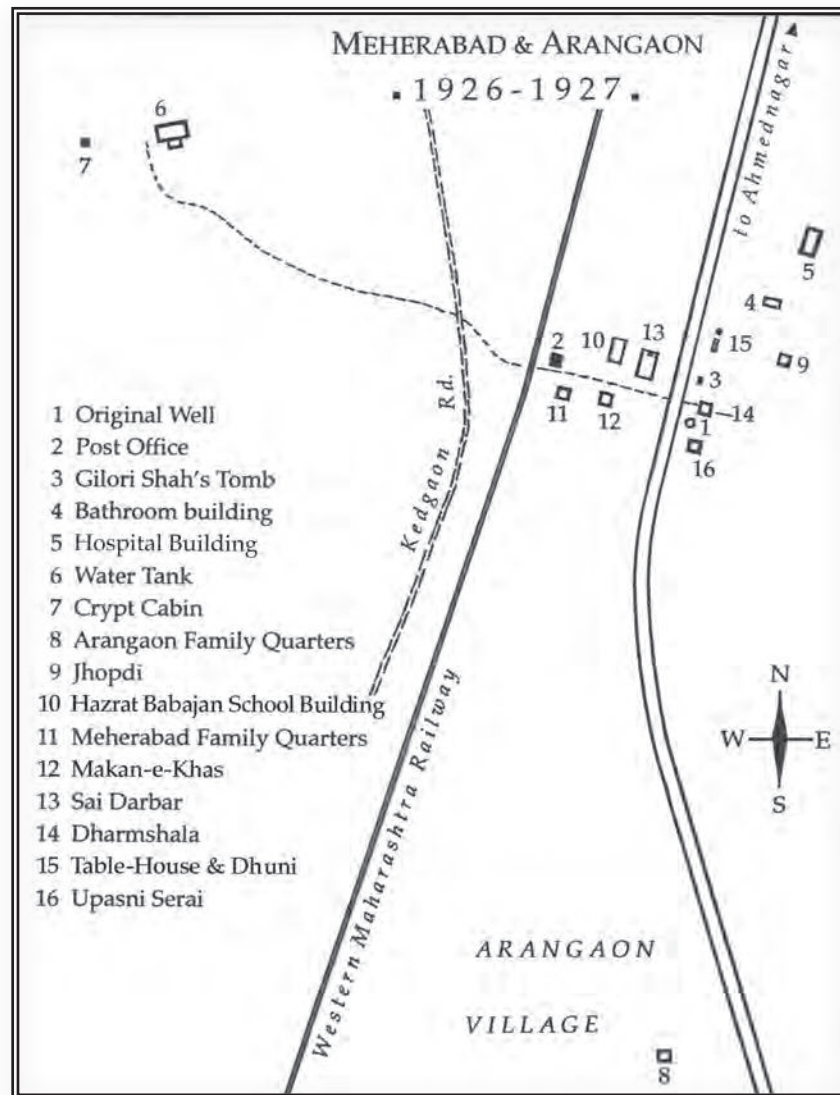 MEHERABAD & ARANGAON
1926-1927
to Ahmednagar
6
7
5
4
15
9
2
10
13
3
14
11
12
1
16
Kedgaon Rd.
Western Maharashtra Railway
1 Original Well
2 Post Office
3 Gilori Shah's Tomb
4 Bathroom building
5 Hospital Building
6 Water Tank
7 Crypt Cabin
8 Arangaon Family Quarters
9 Jhopdi
10 Hazrat Babajan School Building
11 Meherabad Family Quarters
12 Makan-e-Khas
13 Sai Darbar
14 Dharmshala
15 Table-House & Dhuni
16 Upasni Serai
N
W E
S
ARANGAON
VILLAGE
8